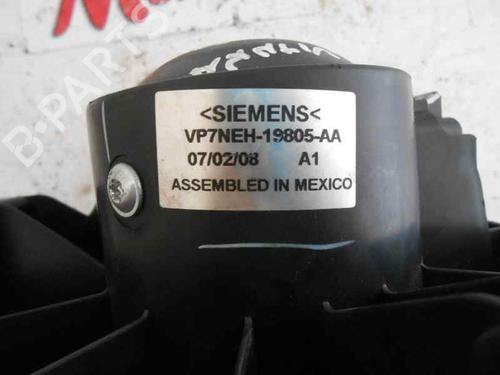 <SIEMENS<
VP7NEH-19805-AA
07/02/08 A1
ASSEMBLED IN MEXICO